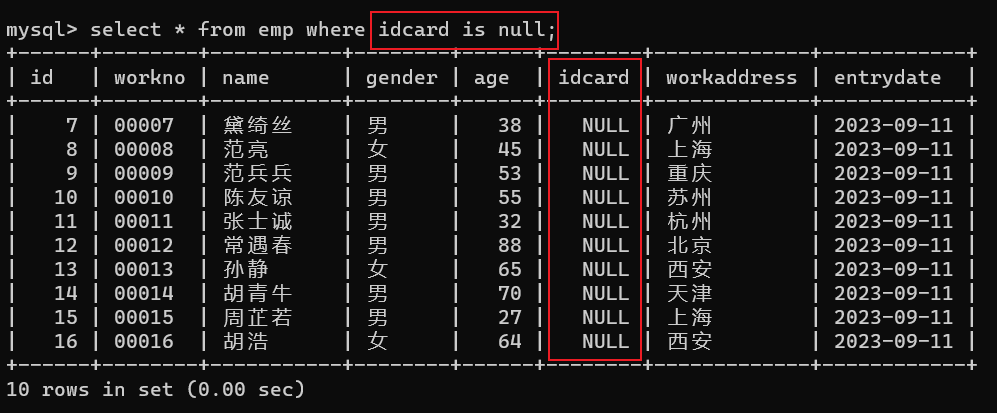 mysql> select * from emp where idcard is null;
+------+--------+---------+--------+------+--------+-------------+------------+
| id | workno | name | gender | age | idcard | workaddress | entrydate |
+------+--------+---------+--------+------+--------+-------------+------------+
| 7 | 00007 | 黛绮丝 | 男 | 38 | NULL | 广州 | 2023-09-11 |
| 8 | 00008 | 范亮 | 女 | 45 | NULL | 上海 | 2023-09-11 |
| 9 | 00009 | 范兵兵 | 男 | 53 | NULL | 重庆 | 2023-09-11 |
| 10 | 00010 | 陈友谅 | 男 | 55 | NULL | 苏州 | 2023-09-11 |
| 11 | 00011 | 张士诚 | 男 | 32 | NULL | 杭州 | 2023-09-11 |
| 12 | 00012 | 常遇春 | 男 | 88 | NULL | 北京 | 2023-09-11 |
| 13 | 00013 | 孙静 | 女 | 65 | NULL | 西安 | 2023-09-11 |
| 14 | 00014 | 胡青牛 | 男 | 70 | NULL | 天津 | 2023-09-11 |
| 15 | 00015 | 周芷若 | 男 | 27 | NULL | 上海 | 2023-09-11 |
| 16 | 00016 | 胡浩 | 女 | 64 | NULL | 西安 | 2023-09-11 |
+------+--------+---------+--------+------+--------+-------------+------------+
10 rows in set (0.00 sec)